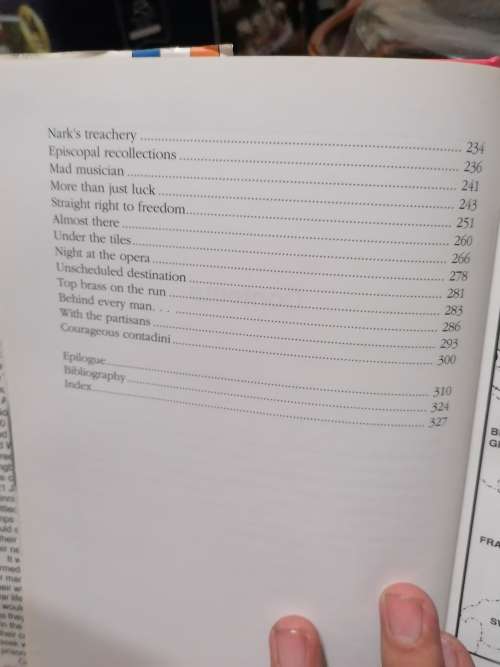 Nark's treachery ........ 234
Episcopal recollections ........ 236
Mad musician ........ 241
More than just luck ........ 243
Straight right to freedom ........ 251
Almost there ........ 260
Under the tiles ........ 266
Night at the opera ........ 278
Unscheduled destination ........ 281
Top brass on the run ........ 283
Behind every man. . . ........ 286
With the partisans ........ 293
Courageous contadini ........ 300
Epilogue ........ 310
Bibliography ........ 324
Index ........ 327